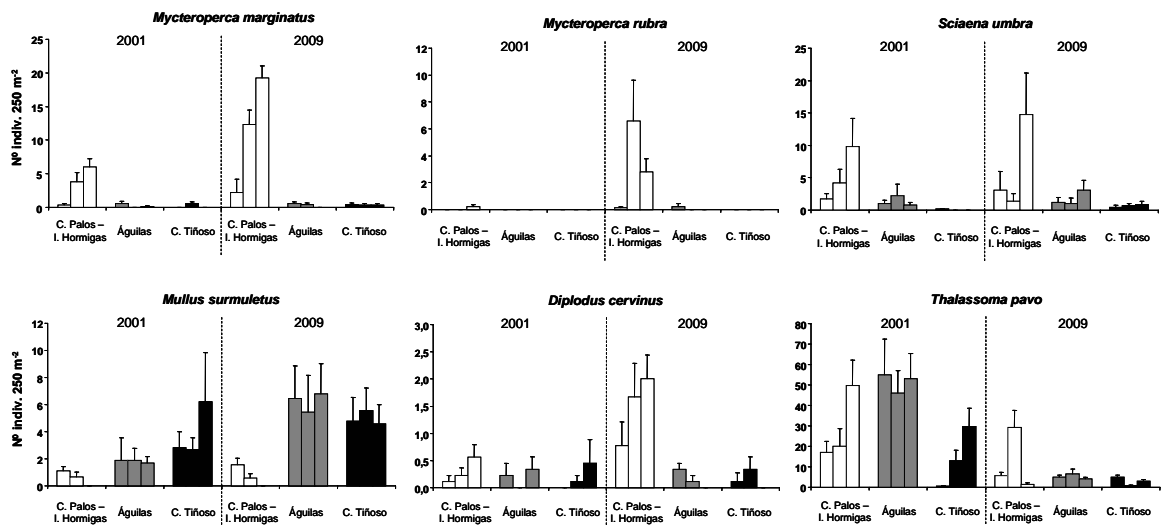 Mycteroperca marginatus
2001
2009
Nº indiv. 250 m-2
25
20
15
10
5
0
C. Palos –
I. Hormigas
Águilas
C. Tiñoso
C. Palos –
I. Hormigas
Águilas
C. Tiñoso
Mycteroperca rubra
2001
2009
12
10
8
6
4
2
0
C. Palos –
I. Hormigas
Águilas
C. Tiñoso
C. Palos –
I. Hormigas
Águilas
C. Tiñoso
Sciaena umbra
2001
2009
25
20
15
10
5
0
C. Palos –
I. Hormigas
Águilas
C. Tiñoso
C. Palos –
I. Hormigas
Águilas
C. Tiñoso
Mullus surmuletus
2001
2009
Nº indiv. 250 m-2
12
10
8
6
4
2
0
C. Palos –
I. Hormigas
Águilas
C. Tiñoso
C. Palos –
I. Hormigas
Águilas
C. Tiñoso
Diplodus cervinus
2001
2009
3,0
2,5
2,0
1,5
1,0
0,5
0,0
C. Palos –
I. Hormigas
Águilas
C. Tiñoso
C. Palos –
I. Hormigas
Águilas
C. Tiñoso
Thalassoma pavo
2001
2009
80
70
60
50
40
30
20
10
0
C. Palos –
I. Hormigas
Águilas
C. Tiñoso
C. Palos –
I. Hormigas
Águilas
C. Tiñoso